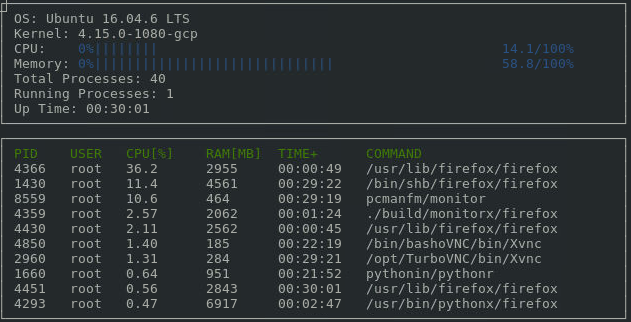 OS: Ubuntu 16.04.6 LTS
Kernel: 4.15.0-1080-gcp
CPU: 0%|||||||| 14.1/100%
Memory: 0%|||||||||||||||||||||||||||||| 58.8/100%
Total Processes: 40
Running Processes: 1
Up Time: 00:30:01
PID USER CPU[%] RAM[MB] TIME+ COMMAND
4366 root 36.2 2955 00:00:49 /usr/lib/firefox/firefox
1430 root 11.4 4561 00:29:22 /bin/shb/firefox/firefox
8559 root 10.6 464 00:29:19 pcmanfm/monitor
4359 root 2.57 2062 00:01:24 ./build/monitorx/firefox
4430 root 2.11 2562 00:00:45 /usr/lib/firefox/firefox
4850 root 1.40 185 00:22:19 /bin/bashoVNC/bin/Xvnc
2960 root 1.31 284 00:29:21 /opt/TurboVNC/bin/Xvnc
1660 root 0.64 951 00:21:52 pythonin/pythonr
4451 root 0.56 2843 00:30:01 /usr/lib/firefox/firefox
4293 root 0.47 6917 00:02:47 /usr/bin/pythonx/firefox